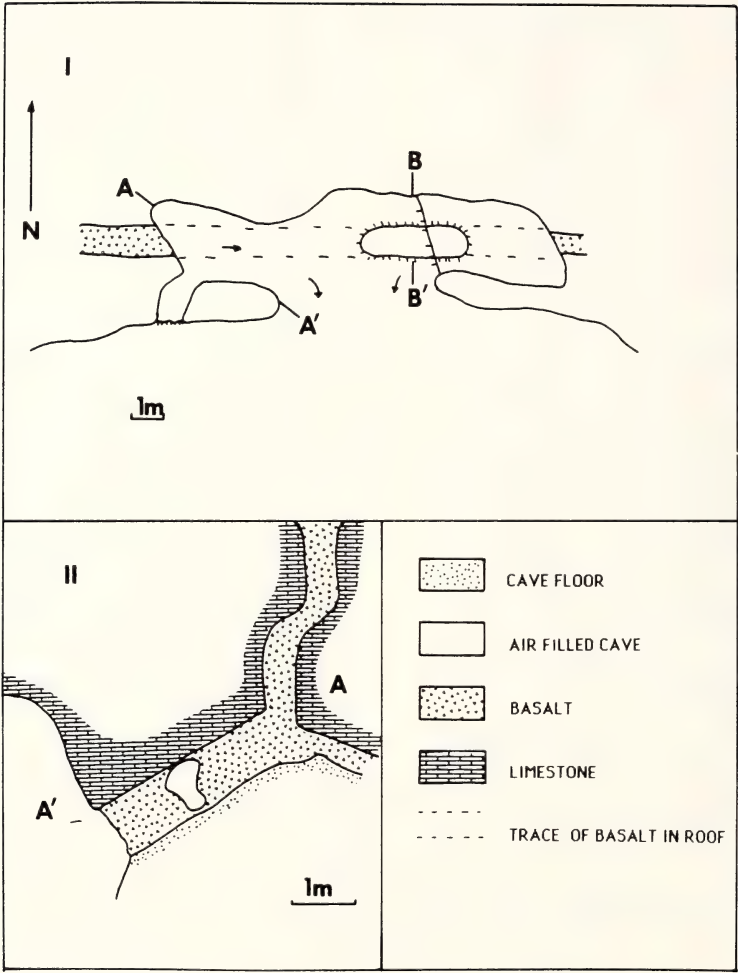 I
N
A
B
B'
A'
1m
II
A
A'
1m
CAVE FLOOR
AIR FILLED CAVE
BASALT
LIMESTONE
TRACE OF BASALT IN ROOF